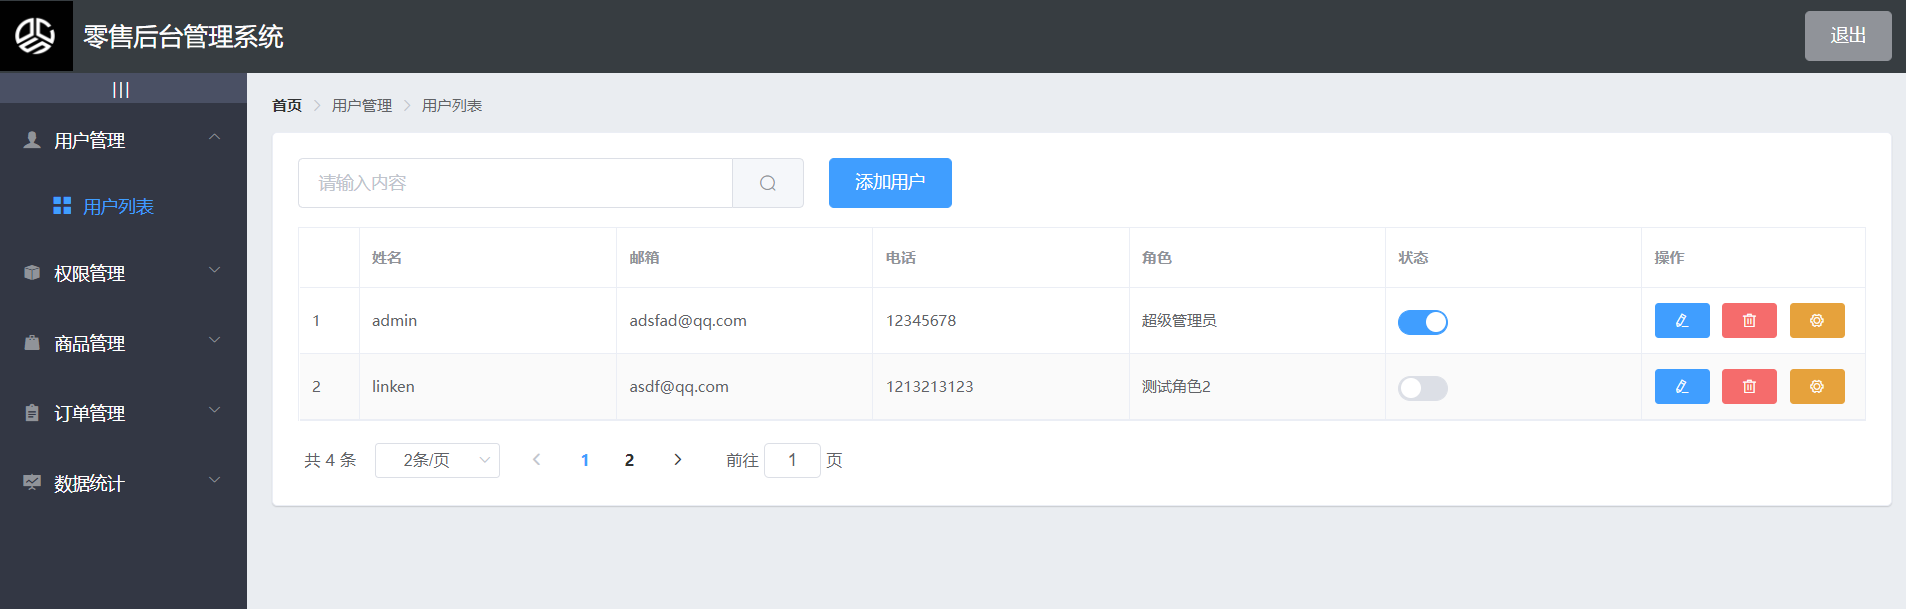 零售后台管理系统
退出
|||
首页 > 用户管理 > 用户列表
用户管理
用户列表
权限管理
商品管理
订单管理
数据统计
请输入内容
添加用户
姓名 邮箱 电话 角色 状态 操作
1 admin adsfad@qq.com 12345678 超级管理员
2 linken asdf@qq.com 1213213123 测试角色2
共 4 条 2条/页 < 1 2 > 前往 1 页